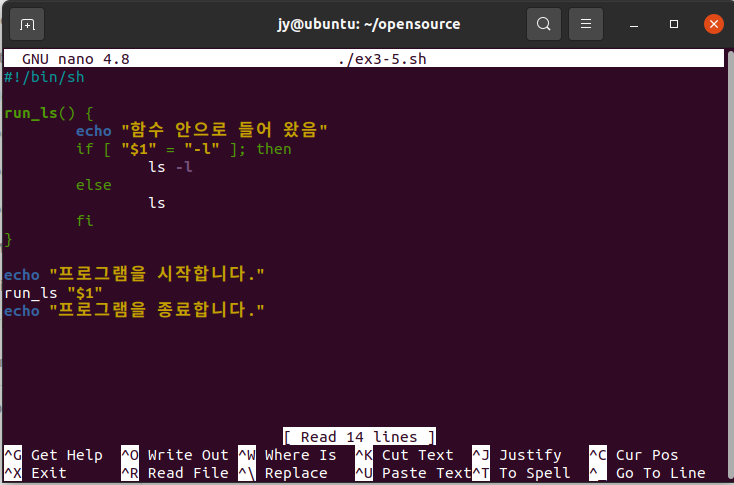 jy@ubuntu: ~/opensource
GNU nano 4.8 ./ex3-5.sh
#!/bin/sh
run_ls() {
echo "함수 안으로 들어 왔음"
if [ "$1" = "-l" ]; then
ls -l
else
ls
fi
}
echo "프로그램을 시작합니다."
run_ls "$1"
echo "프로그램을 종료합니다."
[ Read 14 lines ]
^G Get Help ^O Write Out ^W Where Is ^K Cut Text ^J Justify ^C Cur Pos
^X Exit ^R Read File ^\ Replace ^U Paste Text ^T To Spell ^_ Go To Line